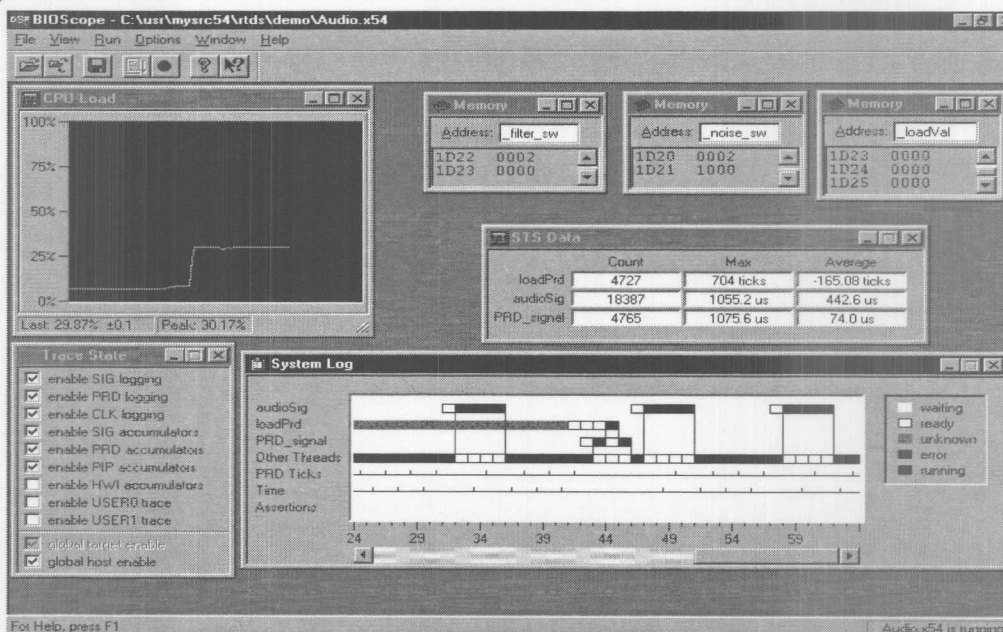 BIOScope - C:\usr\mysrc54\rtds\demo\Audio.x54
File View Run Options Window Help
CPU Load
100%
75%
50%
25%
0%
Last: 29.87% ±0.1 Peak: 30.17%
Memory
Address: _filter_sw
1D22 0002
1D23 0000
Memory
Address: _noise_sw
1D20 0002
1D21 1000
Memory
Address: _loadVal
1D23 0000
1D24 0000
1D25 0000
STS Data
Count Max Average
loadPrd 4727 704 ticks -165.08 ticks
audioSig 18387 1055.2 us 442.6 us
PRD_signal 4765 1075.6 us 74.0 us
Trace State
enable SIG logging
enable PRD logging
enable CLK logging
enable SIG accumulators
enable PRD accumulators
enable PIP accumulators
enable HWI accumulators
enable USER0 trace
enable USER1 trace
global target enable
global host enable
System Log
audioSig
loadPrd
PRD_signal
Other Threads
PRD Ticks
Time
Assertions
24 29 34 39 44 49 54 59
waiting
ready
unknown
error
running
For Help, press F1
Audio.x54 is running